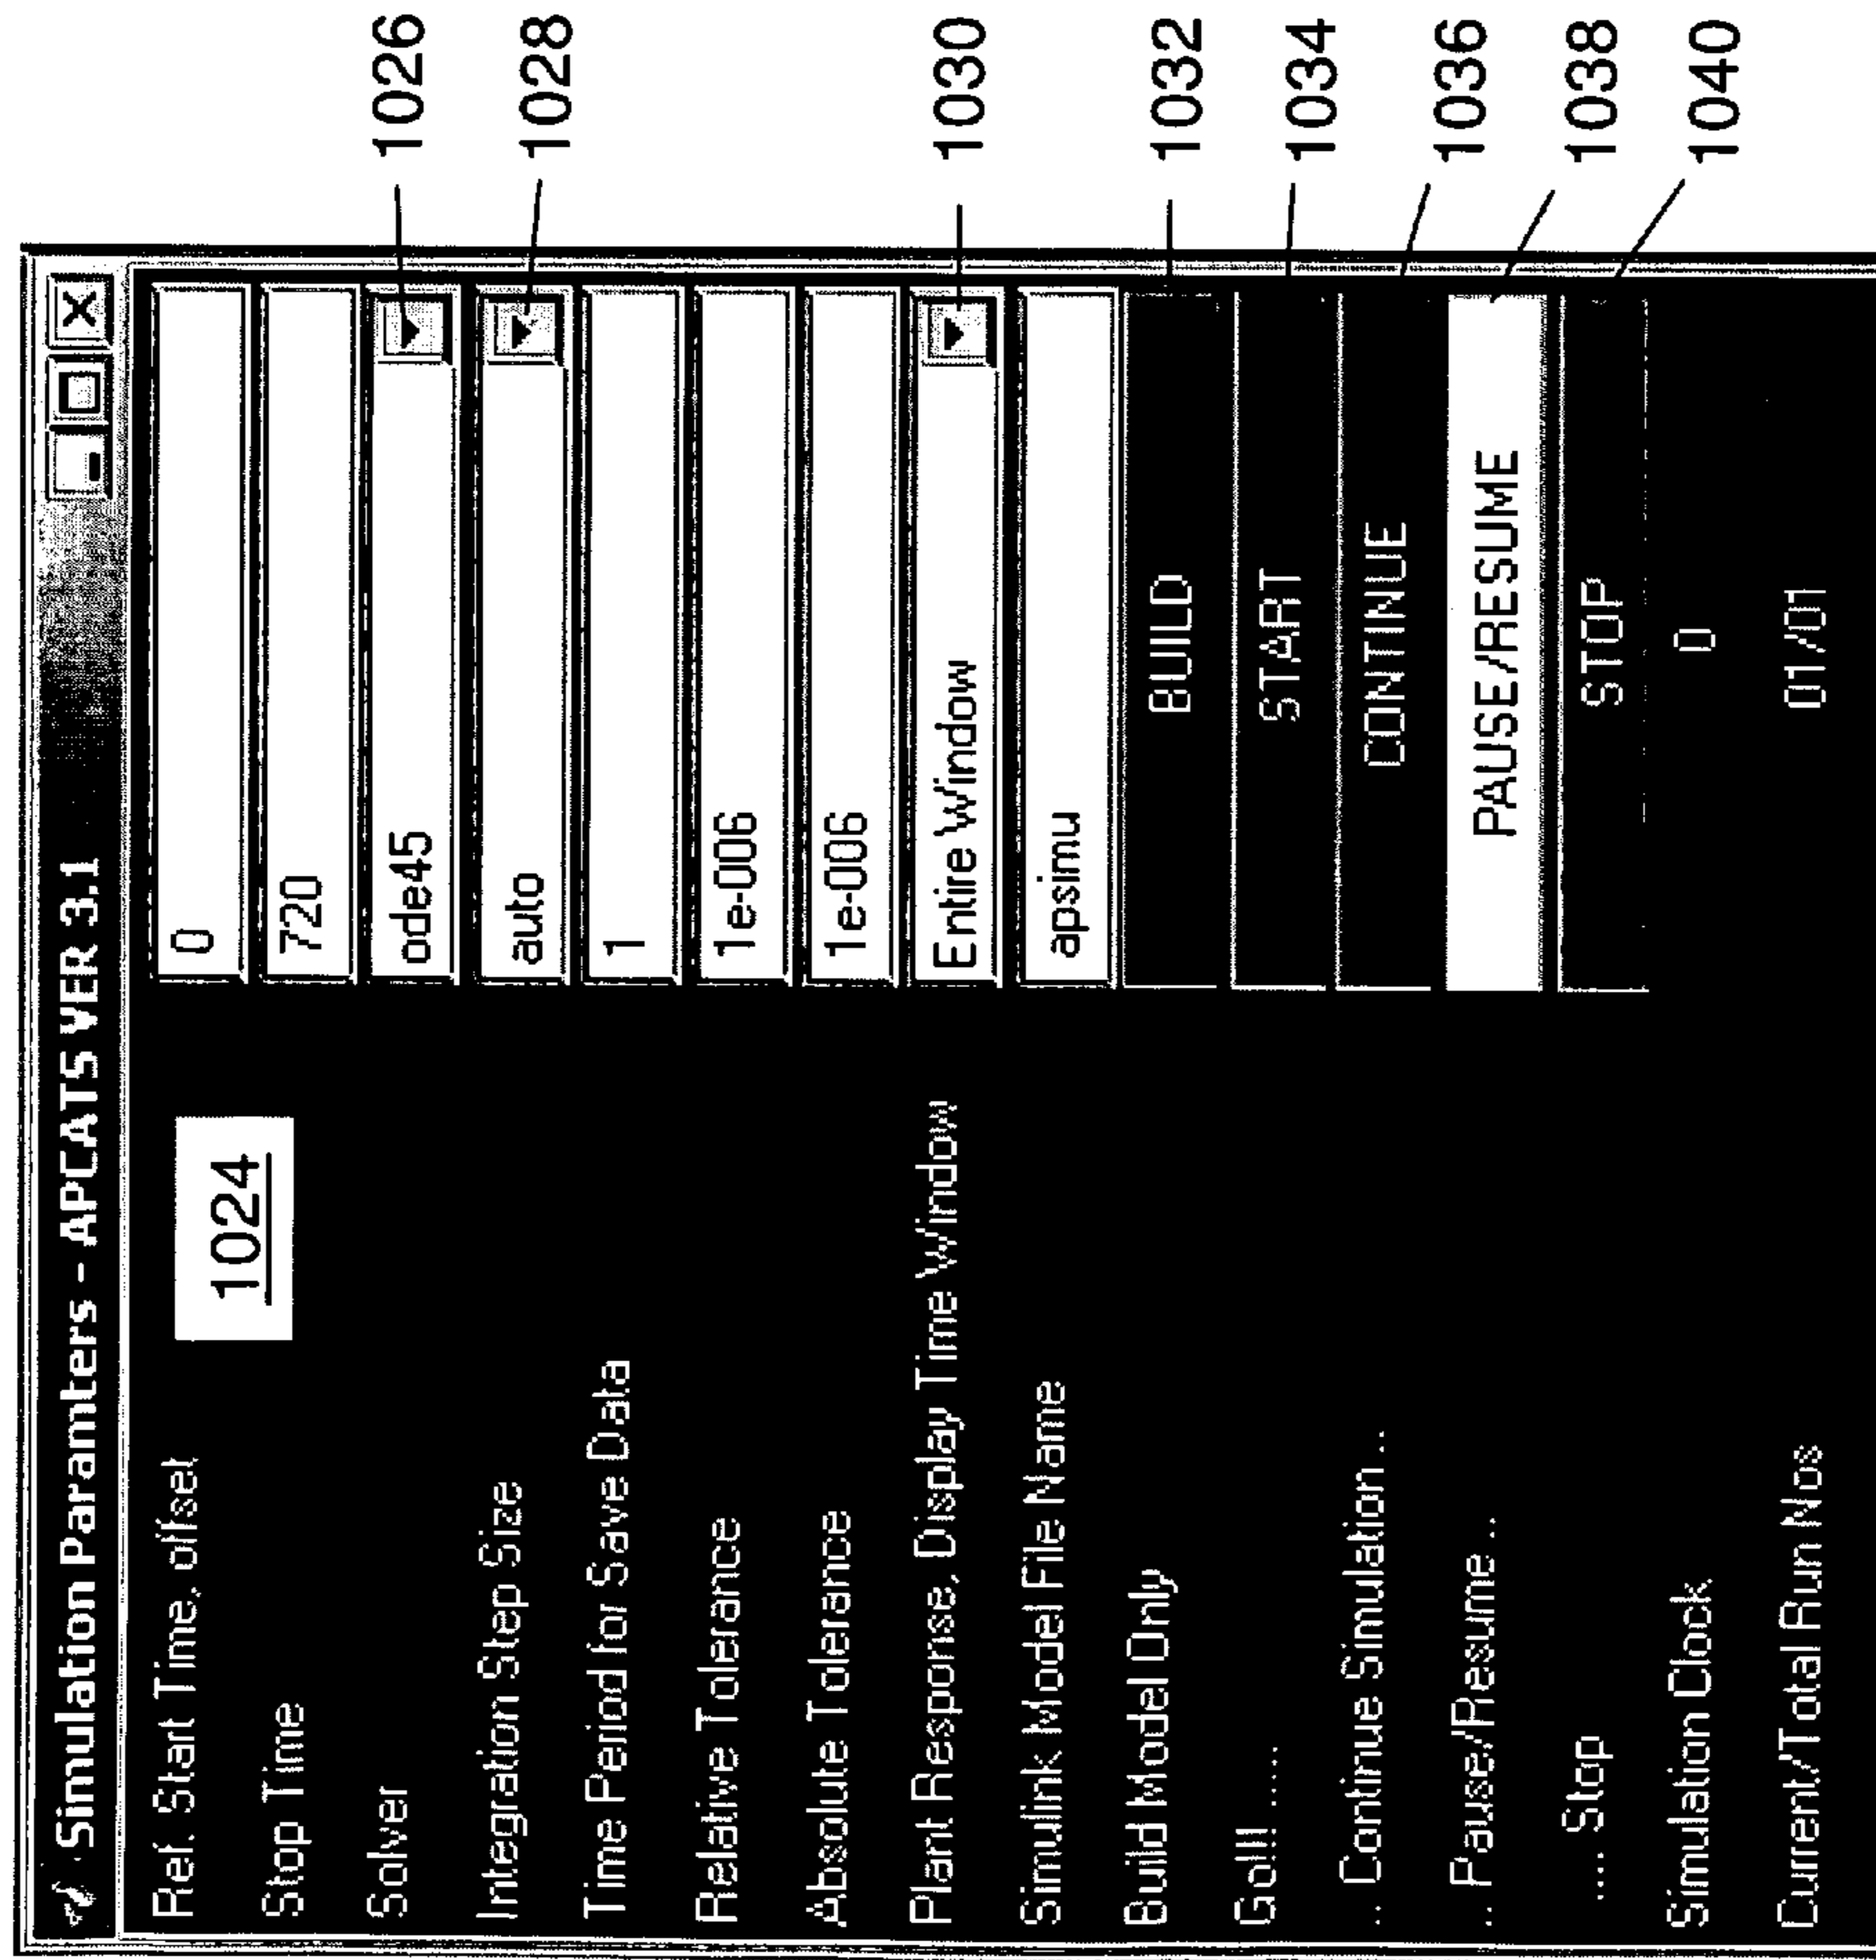 Simulation Paramters - APCATS VER 3.1
1024
Ref. Start Time, offset 0
Stop Time 720
Solver ode45 1026
Integration Step Size auto 1028
Time Period for Save Data 1
Relative Tolerance 1e-006
Absolute Tolerance 1e-006
Plant Response, Display Time Window Entire Window 1030
Simulink Model File Name apsimu
Build Model Only BUILD 1032
Go!!! ..... START 1034
.. Continue Simulation .. CONTINUE 1036
.. Pause/Resume .. PAUSE/RESUME 1038
.... Stop STOP 1040
Simulation Clock 0
Current/Total Run Nos 01/01